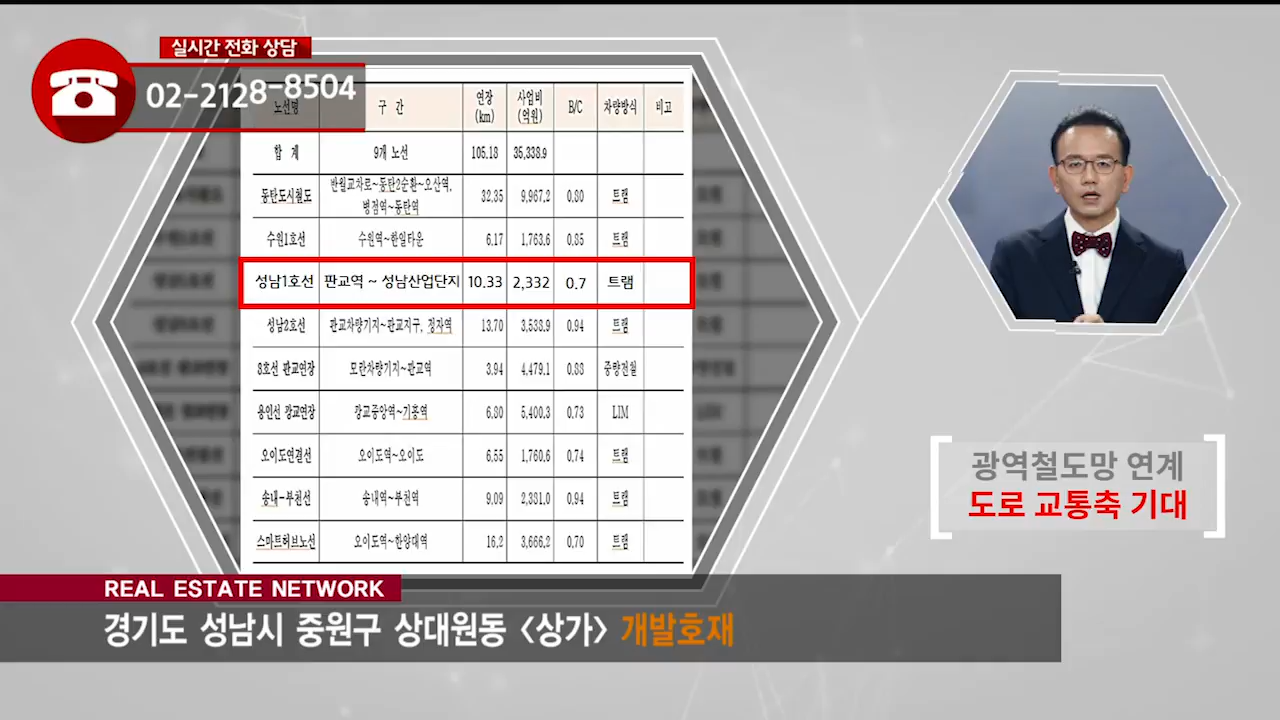 실시간 전화 상담
02-2128-8504
노선명 구 간 연장 (km) 사업비 (억원) B/C 차량방식 비고
합 계 9개 노선 105.18 35,338.9
동탄도시철도 반월교차로~동탄2순환~오산역, 병점역~동탄역 32.35 9,967.2 0.80 트램
수원1호선 수원역~한일타운 6.17 1,763.6 0.85 트램
성남1호선 판교역 ~ 성남산업단지 10.33 2,332 0.7 트램
성남2호선 판교차량기지~판교지구, 정자역 13.70 3,538.9 0.94 트램
8호선 판교연장 모란차량기지~판교역 3.94 4,479.1 0.83 중량전철
용인선 광교연장 광교중앙역~기흥역 6.80 5,400.3 0.73 LIM
오이도연결선 오이도역~오이도 6.55 1,760.6 0.74 트램
송내-부천선 송내역~부천역 9.09 2,331.0 0.94 트램
스마트허브노선 오이도역~한양대역 16.2 3,666.2 0.70 트램
광역철도망 연계
도로 교통축 기대
REAL ESTATE NETWORK
경기도 성남시 중원구 상대원동 <상가> 개발호재